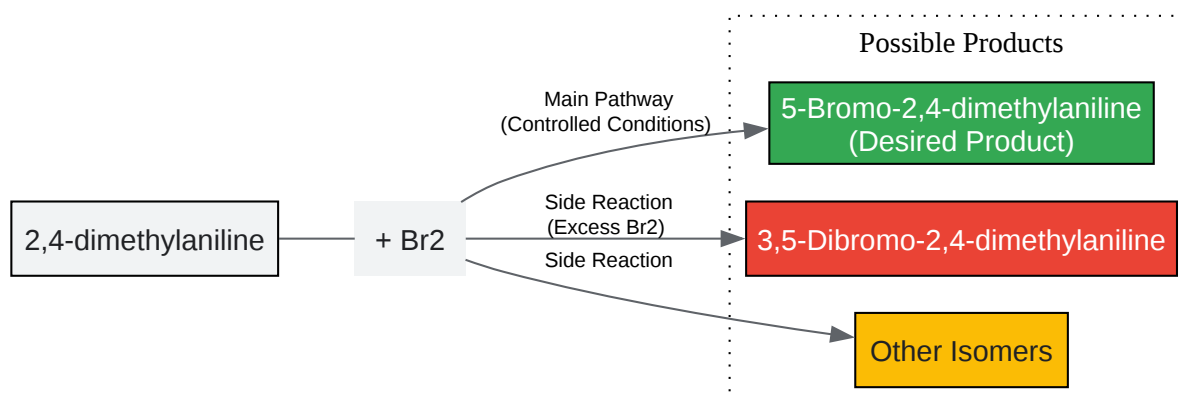 Possible Products
Main Pathway
(Controlled Conditions)
5-Bromo-2,4-dimethylaniline
(Desired Product)
2,4-dimethylaniline
+ Br2
Side Reaction
(Excess Br2)
3,5-Dibromo-2,4-dimethylaniline
Side Reaction
Other Isomers